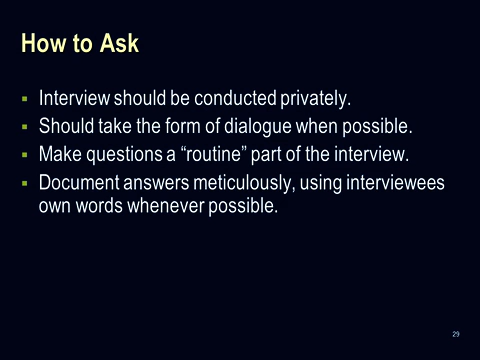 How to Ask
▪ Interview should be conducted privately.
▪ Should take the form of dialogue when possible.
▪ Make questions a “routine” part of the interview.
▪ Document answers meticulously, using interviewees
own words whenever possible.
29